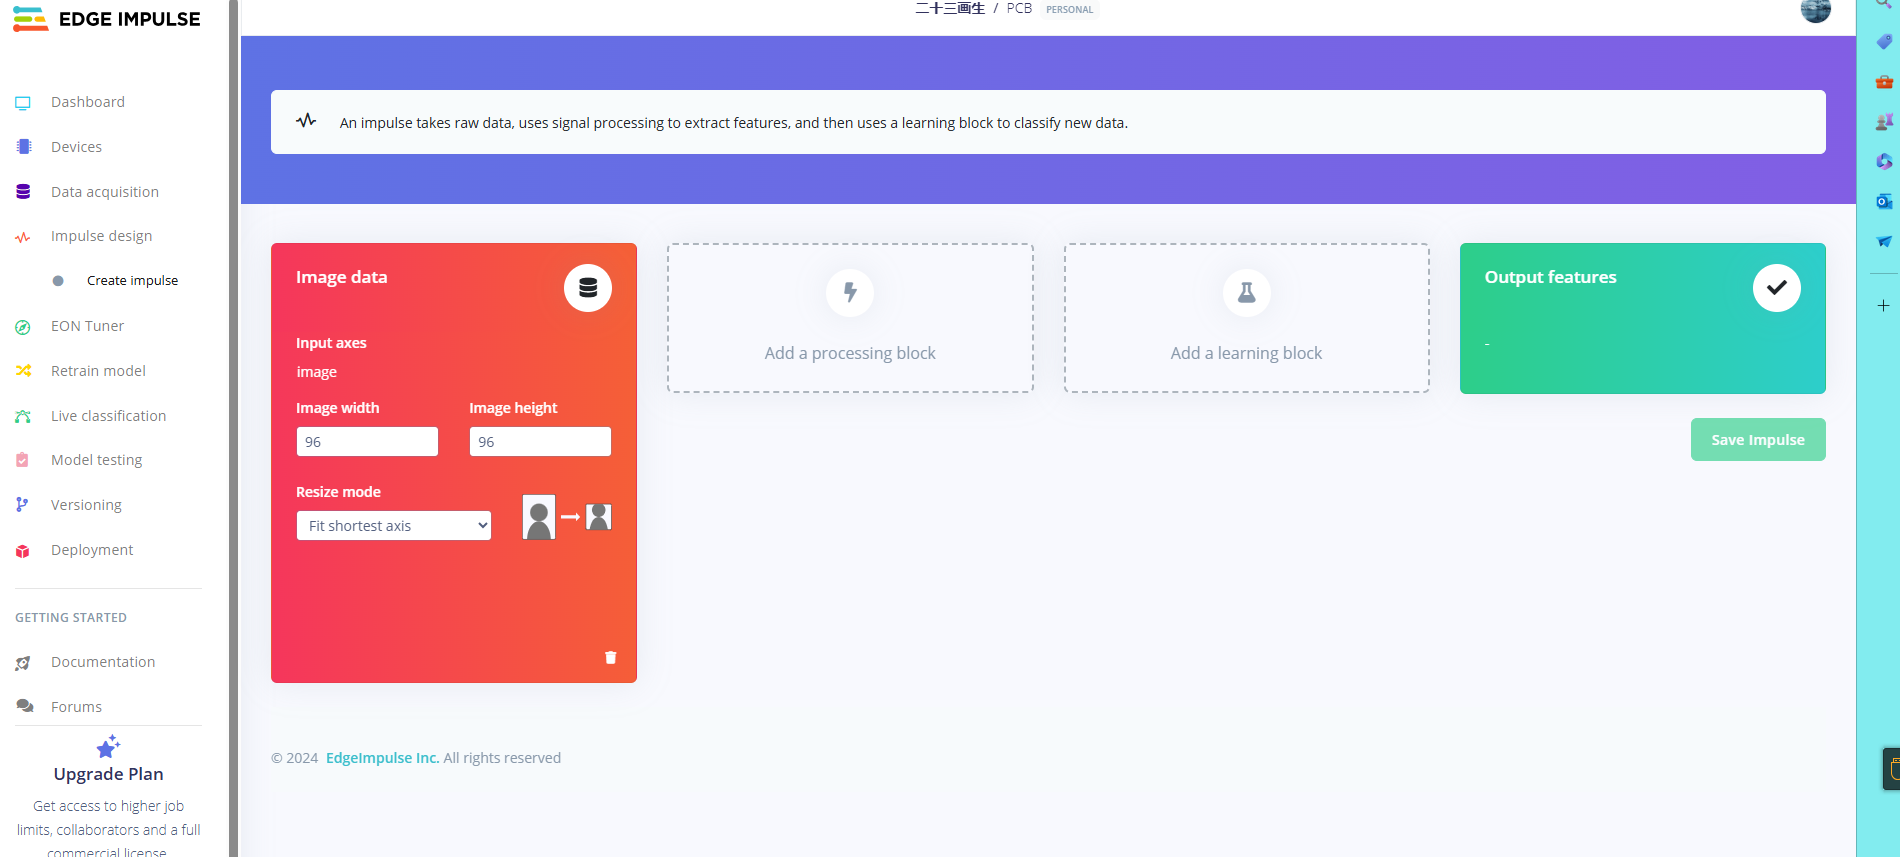 EDGE IMPULSE
二十三画生 / PCB PERSONAL
Dashboard
Devices
Data acquisition
Impulse design
Create impulse
EON Tuner
Retrain model
Live classification
Model testing
Versioning
Deployment
GETTING STARTED
Documentation
Forums
Upgrade Plan
Get access to higher job
limits, collaborators and a full
commercial license
An impulse takes raw data, uses signal processing to extract features, and then uses a learning block to classify new data.
Image data
Input axes
image
Image width
Image height
96
96
Resize mode
Fit shortest axis
Add a processing block
Add a learning block
Output features
-
Save Impulse
© 2024 EdgeImpulse Inc. All rights reserved